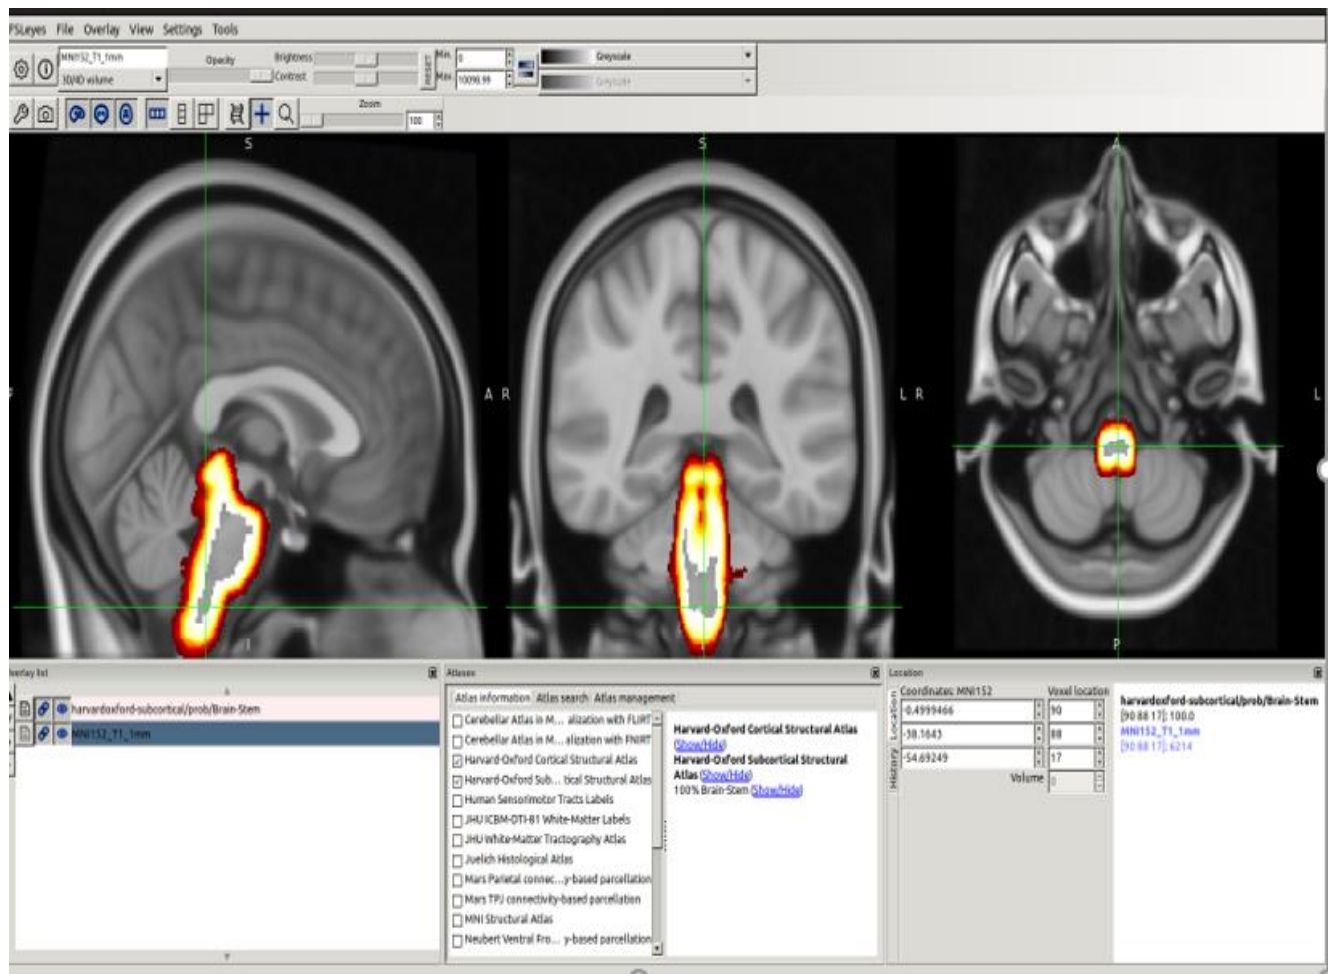 FSLeyes File Overlay View Settings Tools
MNI152_T1_1mm
3D/4D volume
Opacity
Brightness
Contrast
RESET
Min. 0
Max. 10098.99
Greyscale
Greyscale
Zoom
100
S
A
R
S
L
R
A
L
P
I
Overlay list
harvardoxford-subcortical/prob/Brain-Stem
MNI152_T1_1mm
Atlases
Atlas information Atlas search Atlas management
Cerebellar Atlas in M... alization with FLIRT
Cerebellar Atlas in M... alization with FNIRT
Harvard-Oxford Cortical Structural Atlas
Harvard-Oxford Sub... tical Structural Atlas
Human Sensorimotor Tracts Labels
JHU ICBM-DTI-81 White-Matter Labels
JHU White-Matter Tractography Atlas
Juelich Histological Atlas
Mars Parietal connec...y-based parcellation
Mars TPJ connectivity-based parcellation
MNI Structural Atlas
Neubert Ventral Fro... y-based parcellation
Harvard-Oxford Cortical Structural Atlas
(Show/Hide)
Harvard-Oxford Subcortical Structural
Atlas (Show/Hide)
100% Brain-Stem (Show/Hide)
Location
History Location
Coordinates: MNI152
Voxel location
-0.4999466 90
-38.1643 88
-54.69249 17
Volume 0
harvardoxford-subcortical/prob/Brain-Stem
[90 88 17]: 100.0
MNI152_T1_1mm
[90 88 17]: 6214